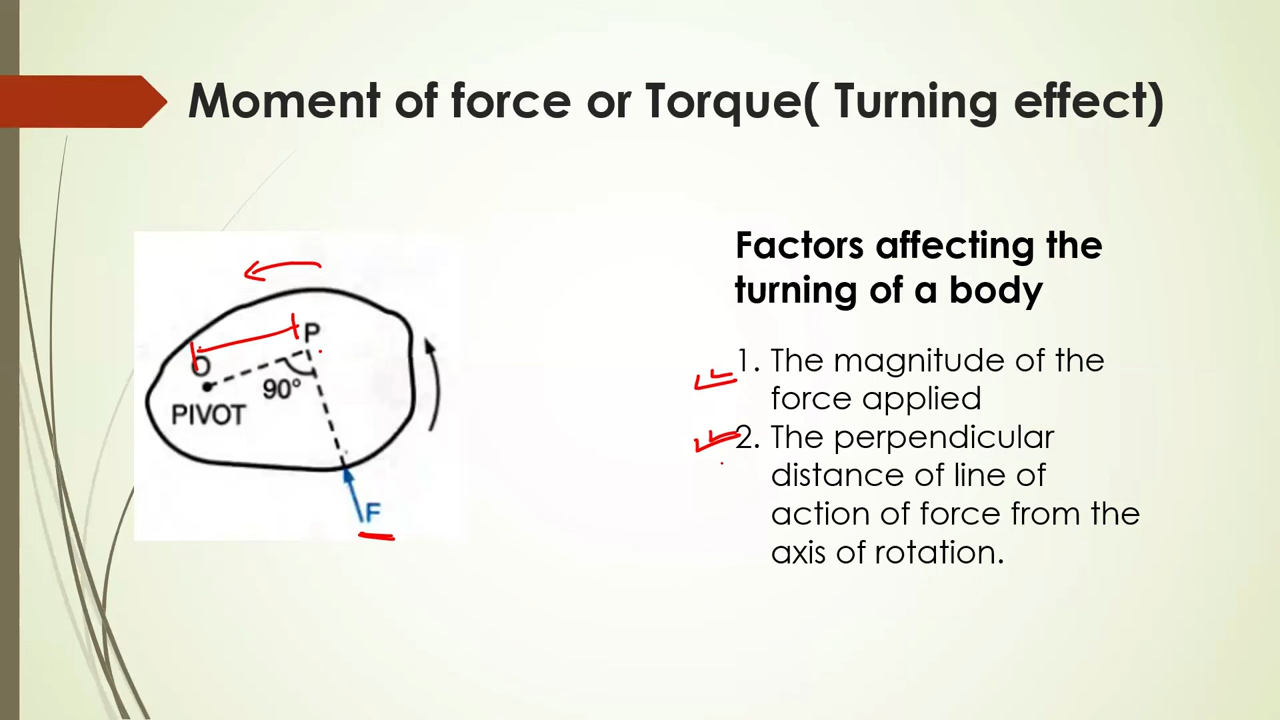 Moment of force or Torque( Turning effect)
Factors affecting the
turning of a body
1. The magnitude of the
force applied
2. The perpendicular
distance of line of
action of force from the
axis of rotation.
P
O
90°
PIVOT
F